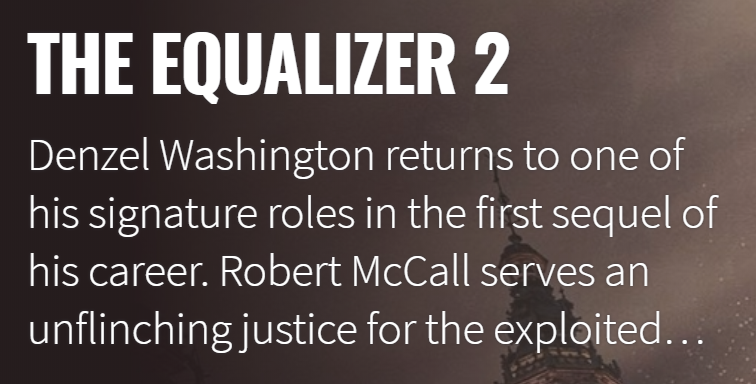 THE EQUALIZER 2
Denzel Washington returns to one of
his signature roles in the first sequel of
his career. Robert McCall serves an
unflinching justice for the exploited…